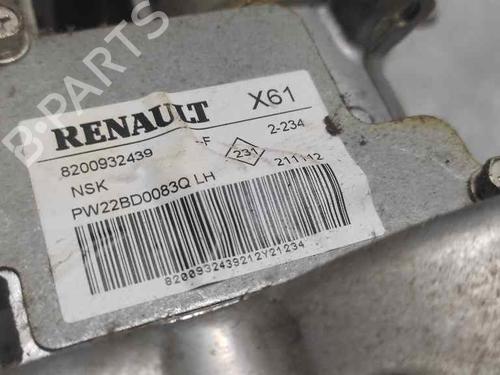 B-PARTS
RENAULT X61
8200932439 --F 2-234
NSK 231 211112
PW22BD0083Q LH
8200932439212Y21234